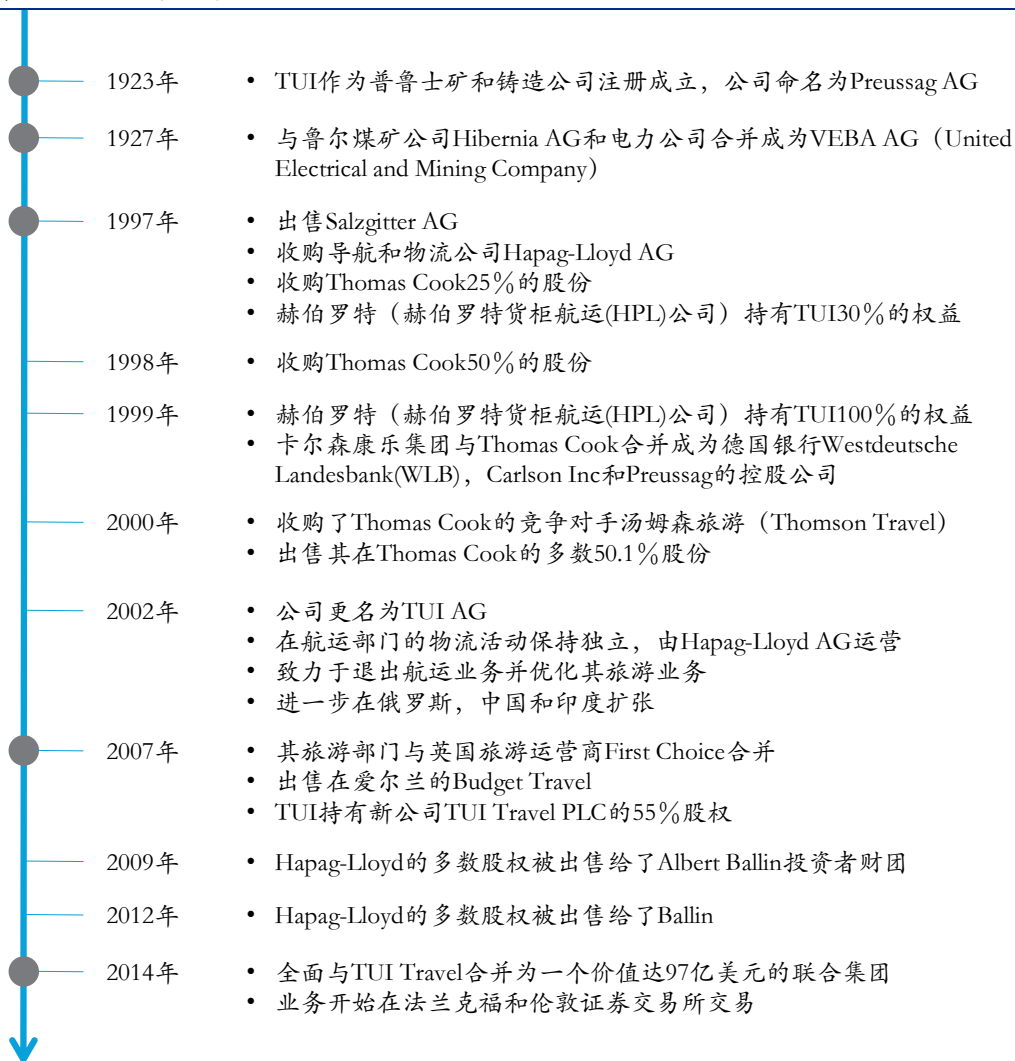 1923年
• TUI作为普鲁士矿和铸造公司注册成立，公司命名为Preussag AG
1927年
• 与鲁尔煤矿公司Hibernia AG和电力公司合并成为VEBA AG（United
Electrical and Mining Company）
1997年
• 出售Salzgitter AG
• 收购导航和物流公司Hapag-Lloyd AG
• 收购Thomas Cook25%的股份
• 赫伯罗特（赫伯罗特货柜航运(HPL)公司）持有TUI30%的权益
1998年
• 收购Thomas Cook50%的股份
1999年
• 赫伯罗特（赫伯罗特货柜航运(HPL)公司）持有TUI100%的权益
• 卡尔森康乐集团与Thomas Cook合并成为德国银行Westdeutsche
Landesbank(WLB)，Carlson Inc和Preussag的控股公司
2000年
• 收购了Thomas Cook的竞争对手汤姆森旅游（Thomson Travel）
• 出售其在Thomas Cook的多数50.1%股份
2002年
• 公司更名为TUI AG
• 在航运部门的物流活动保持独立，由Hapag-Lloyd AG运营
• 致力于退出航运业务并优化其旅游业务
• 进一步在俄罗斯，中国和印度扩张
2007年
• 其旅游部门与英国旅游运营商First Choice合并
• 出售在爱尔兰的Budget Travel
• TUI持有新公司TUI Travel PLC的55%股权
2009年
• Hapag-Lloyd的多数股权被出售给了Albert Ballin投资者财团
2012年
• Hapag-Lloyd的多数股权被出售给了Ballin
2014年
• 全面与TUI Travel合并为一个价值达97亿美元的联合集团
• 业务开始在法兰克福和伦敦证券交易所交易